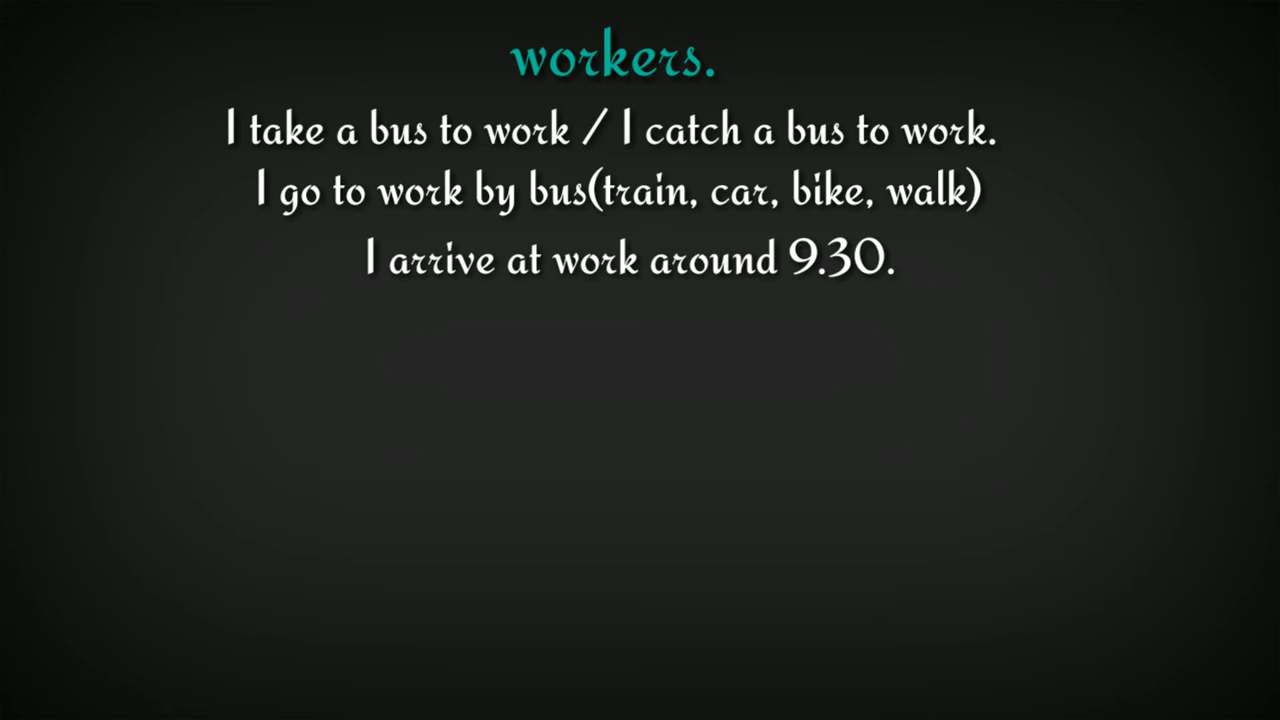 workers.
I take a bus to work / I catch a bus to work.
I go to work by bus(train, car, bike, walk)
I arrive at work around 9.30.